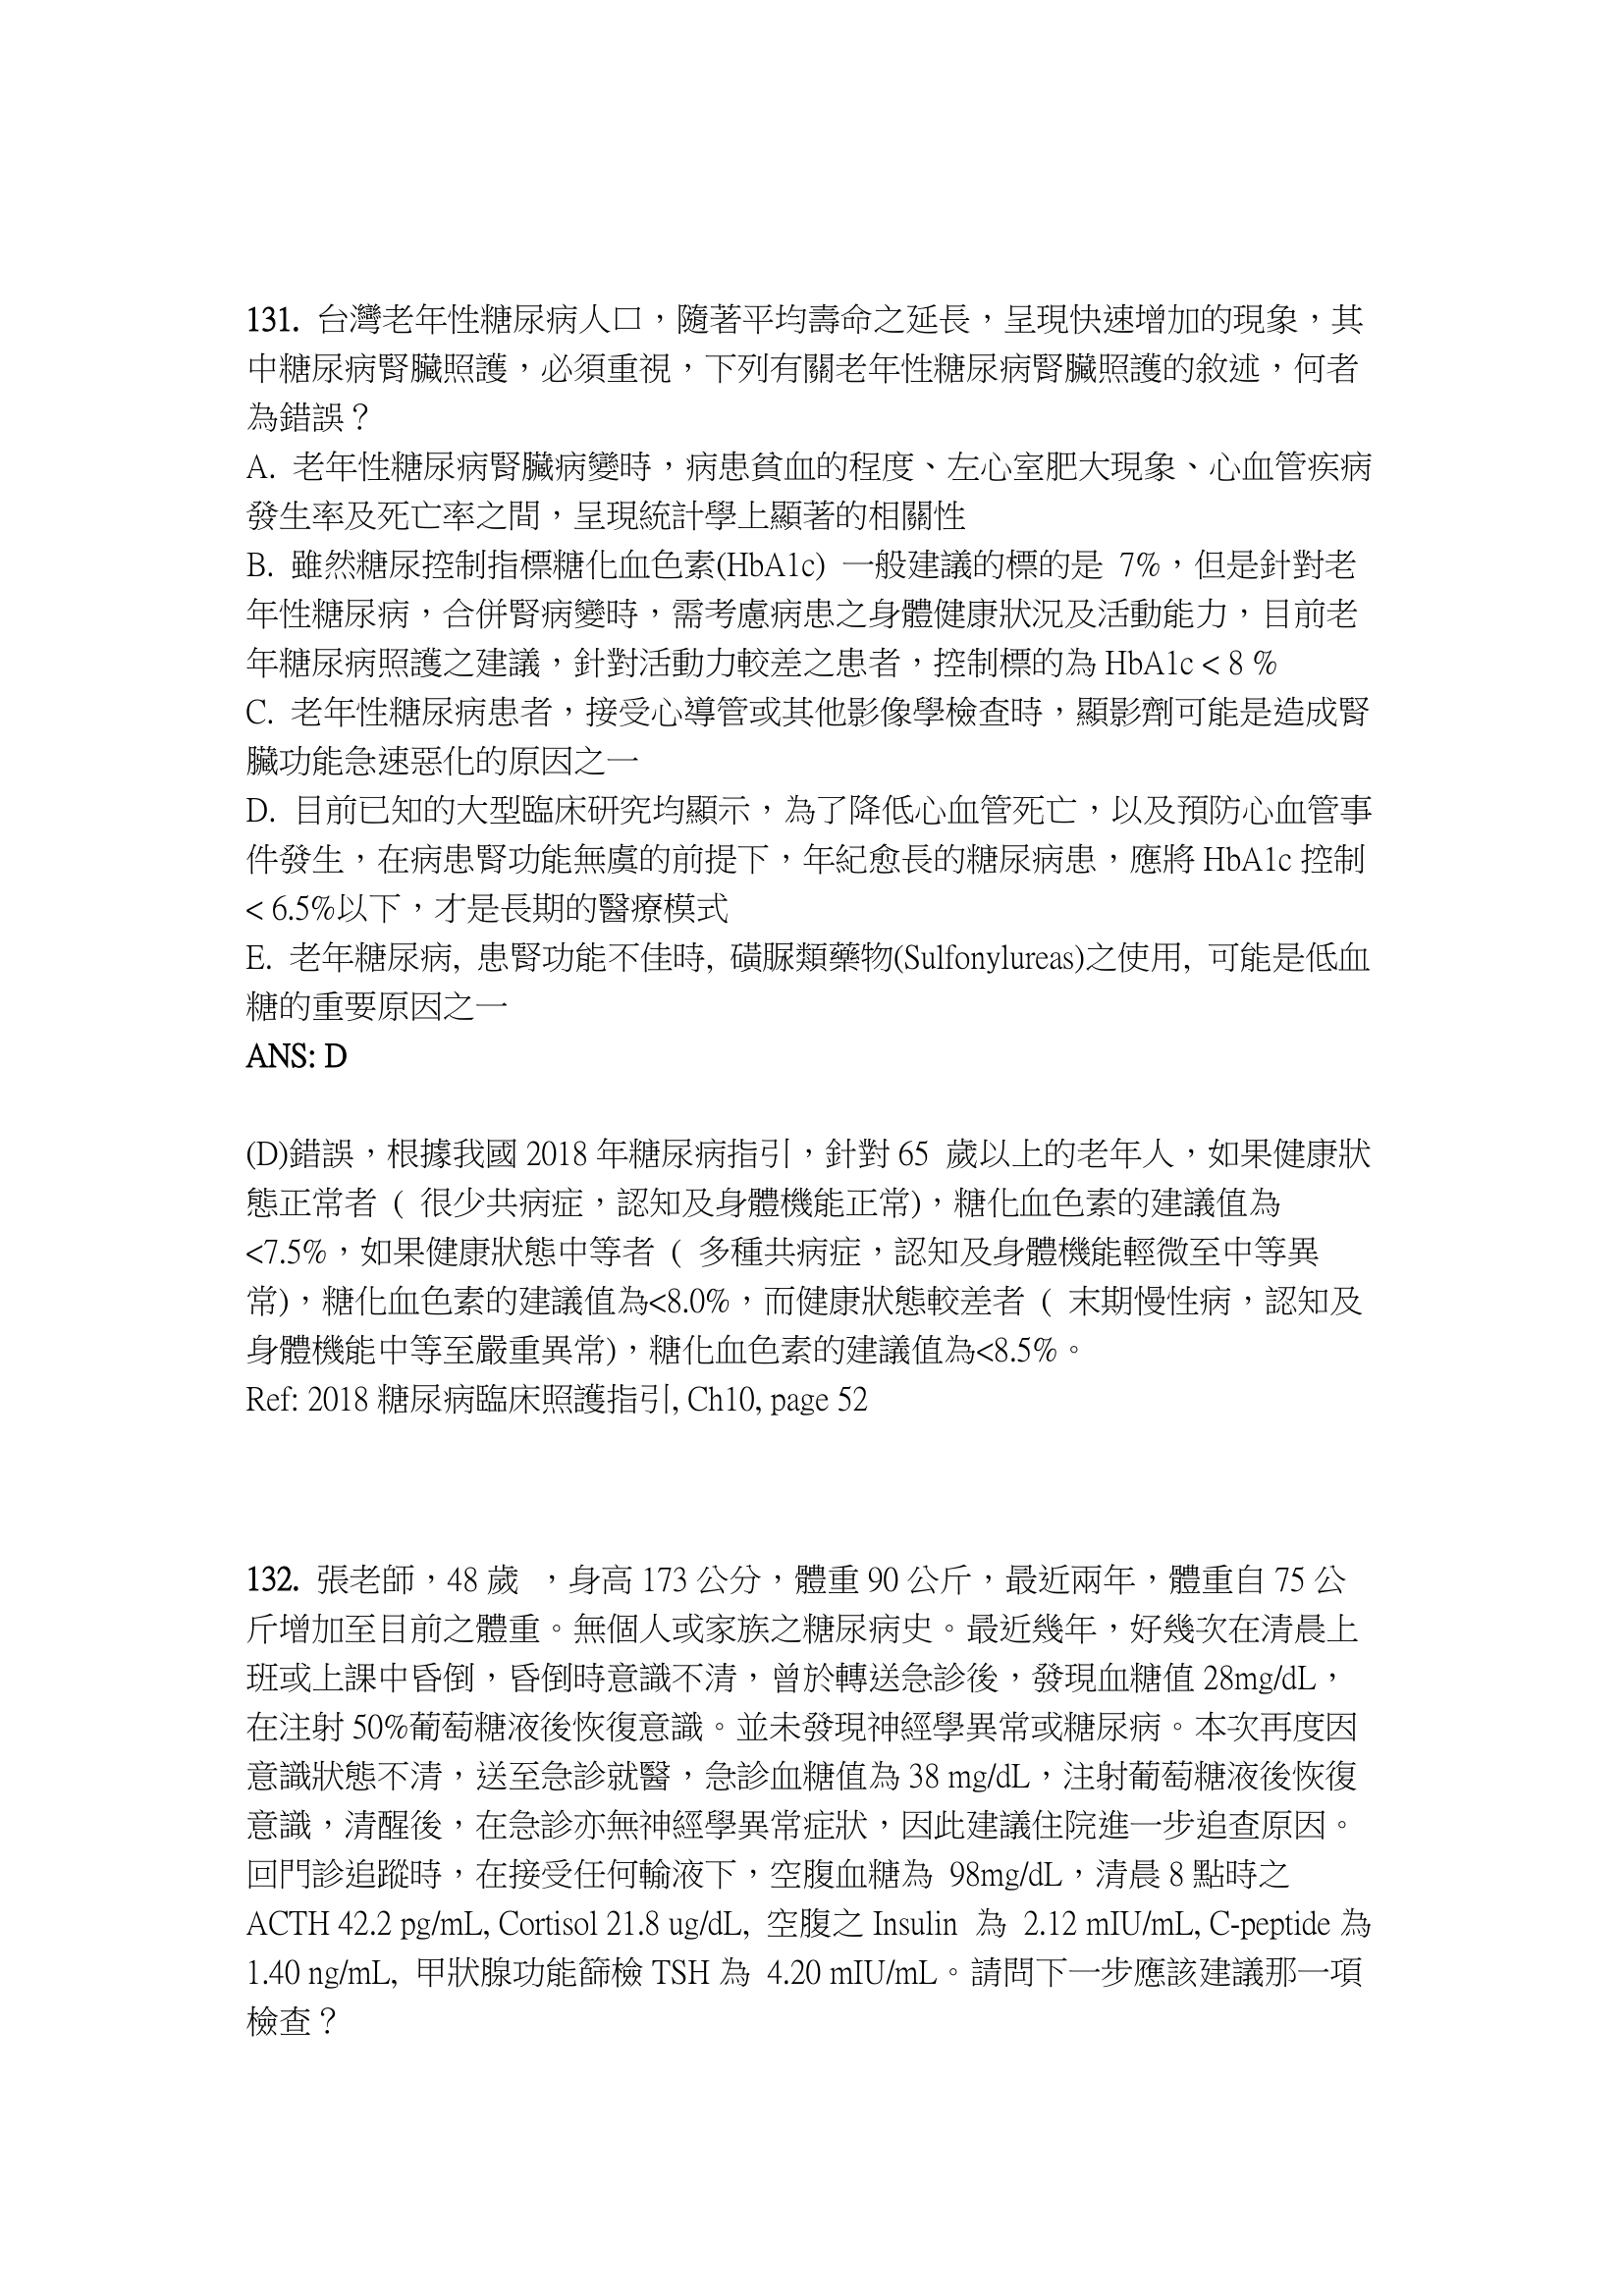 131. 台灣老年性糖尿病人口，隨著平均壽命之延長，呈現快速增加的現象，其
中糖尿病腎臟照護，必須重視，下列有關老年性糖尿病腎臟照護的敘述，何者
為錯誤？
A. 老年性糖尿病腎臟病變時，病患貧血的程度、左心室肥大現象、心血管疾病
發生率及死亡率之間，呈現統計學上顯著的相關性
B. 雖然糖尿控制指標糖化血色素(HbA1c) 一般建議的標的是 7%，但是針對老
年性糖尿病，合併腎病變時，需考慮病患之身體健康狀況及活動能力，目前老
年糖尿病照護之建議，針對活動力較差之患者，控制標的為 HbA1c < 8 %
C. 老年性糖尿病患者，接受心導管或其他影像學檢查時，顯影劑可能是造成腎
臟功能急速惡化的原因之一
D. 目前已知的大型臨床研究均顯示，為了降低心血管死亡，以及預防心血管事
件發生，在病患腎功能無虞的前提下，年紀愈長的糖尿病患，應將 HbA1c 控制
< 6.5%以下，才是長期的醫療模式
E. 老年糖尿病, 患腎功能不佳時, 磺脲類藥物(Sulfonylureas)之使用, 可能是低血
糖的重要原因之一
ANS: D
(D)錯誤，根據我國 2018 年糖尿病指引，針對 65 歲以上的老年人，如果健康狀
態正常者 ( 很少共病症，認知及身體機能正常)，糖化血色素的建議值為
<7.5%，如果健康狀態中等者 ( 多種共病症，認知及身體機能輕微至中等異
常)，糖化血色素的建議值為<8.0%，而健康狀態較差者 ( 末期慢性病，認知及
身體機能中等至嚴重異常)，糖化血色素的建議值為<8.5%。
Ref: 2018 糖尿病臨床照護指引, Ch10, page 52
132. 張老師，48 歲 ，身高 173 公分，體重 90 公斤，最近兩年，體重自 75 公
斤增加至目前之體重。無個人或家族之糖尿病史。最近幾年，好幾次在清晨上
班或上課中昏倒，昏倒時意識不清，曾於轉送急診後，發現血糖值 28mg/dL，
在注射 50%葡萄糖液後恢復意識。並未發現神經學異常或糖尿病。本次再度因
意識狀態不清，送至急診就醫，急診血糖值為 38 mg/dL，注射葡萄糖液後恢復
意識，清醒後，在急診亦無神經學異常症狀，因此建議住院進一步追查原因。
回門診追蹤時，在接受任何輸液下，空腹血糖為 98mg/dL，清晨 8 點時之
ACTH 42.2 pg/mL, Cortisol 21.8 ug/dL, 空腹之 Insulin 為 2.12 mIU/mL, C-peptide 為
1.40 ng/mL, 甲狀腺功能篩檢 TSH 為 4.20 mIU/mL。請問下一步應該建議那一項
檢查？